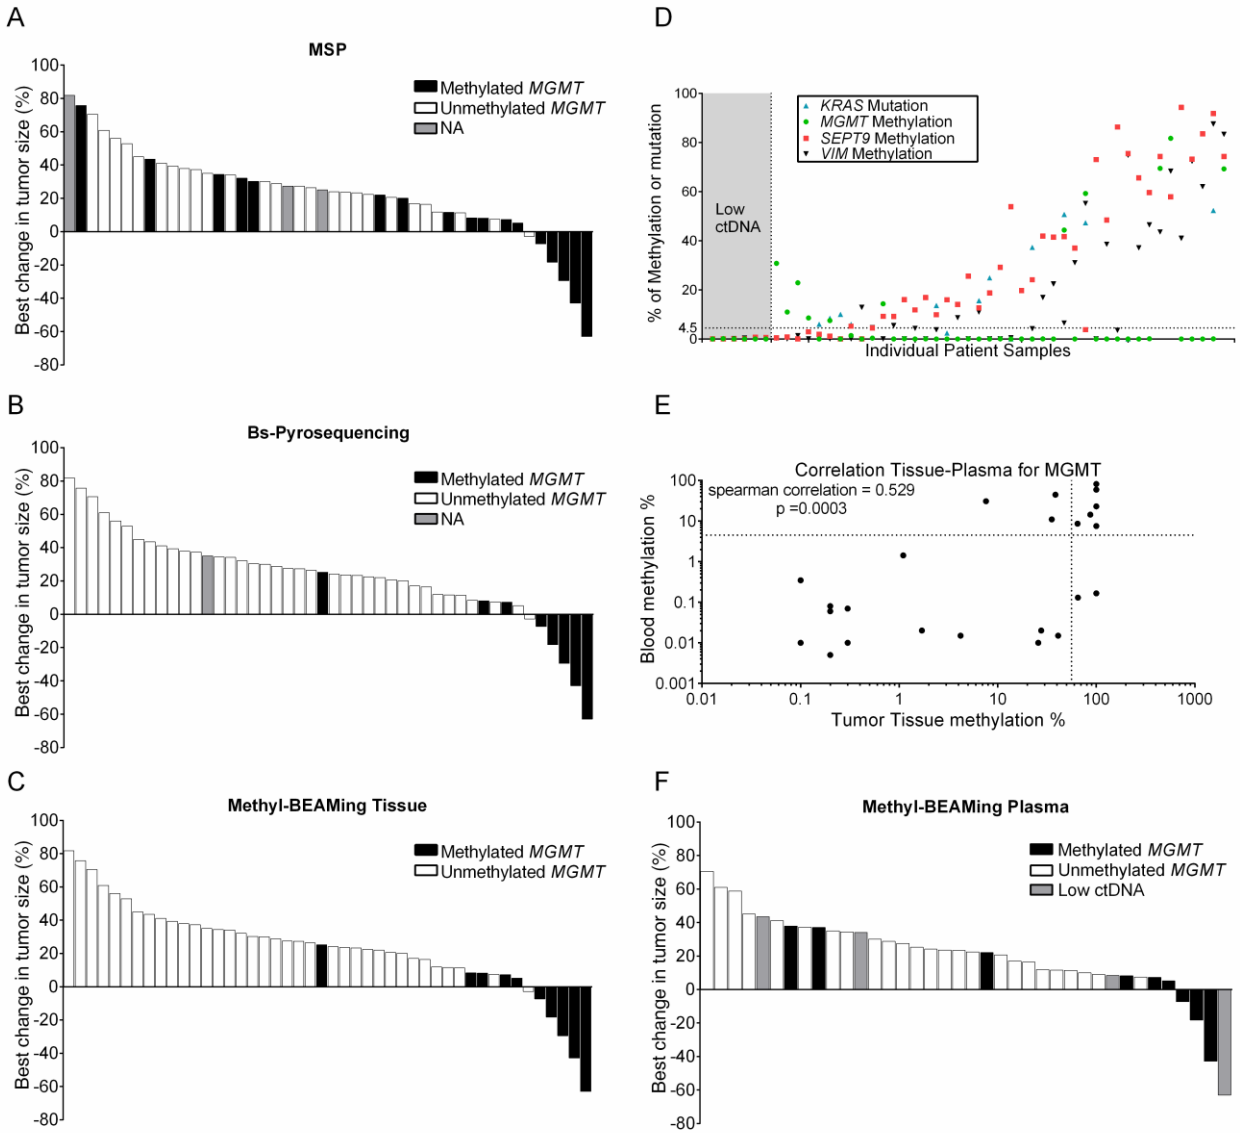 A
MSP
Best change in tumor size (%)
100
80
60
40
20
0
-20
-40
-60
-80
Methylated MGMT
Unmethylated MGMT
NA
B
Bs-Pyrosequencing
Best change in tumor size (%)
100
80
60
40
20
0
-20
-40
-60
-80
Methylated MGMT
Unmethylated MGMT
NA
C
Methyl-BEAMing Tissue
Best change in tumor size (%)
100
80
60
40
20
0
-20
-40
-60
-80
Methylated MGMT
Unmethylated MGMT
D
% of Methylation or mutation
100
80
60
40
20
4.5
0
Low
ctDNA
KRAS Mutation
MGMT Methylation
SEPT9 Methylation
VIM Methylation
Individual Patient Samples
E
Correlation Tissue-Plasma for MGMT
spearman correlation = 0.529
p =0.0003
Blood methylation %
100
10
1
0.1
0.01
0.001
0.01
0.1
1
10
100
1000
Tumor Tissue methylation %
F
Methyl-BEAMing Plasma
Best change in tumor size (%)
100
80
60
40
20
0
-20
-40
-60
-80
Methylated MGMT
Unmethylated MGMT
Low ctDNA